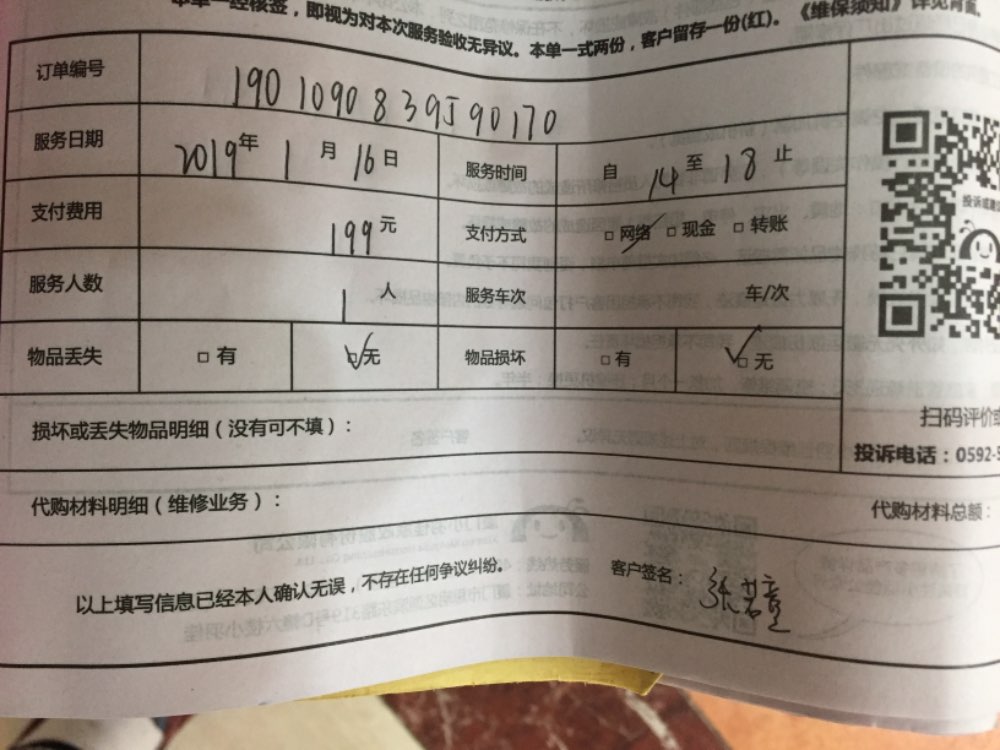 本单一经核签，即视为对本次服务验收无异议。本单一式两份，客户留存一份(红)。《维保须知》详见背面。
订单编号 190 1090 8 39J 90170
服务日期 2019年 1 月 16日 服务时间 自 14 至 18 止
支付费用 199元 支付方式 □ 网络 □ 现金 □ 转账
服务人数 1 人 服务车次 车/次
物品丢失 □ 有 □ 无 物品损坏 □ 有 □ 无
损坏或丢失物品明细（没有可不填）：
扫码评价
投诉电话：0592-
代购材料明细（维修业务）： 代购材料总额：
以上填写信息已经本人确认无误，不存在任何争议纠纷。 客户签名：张